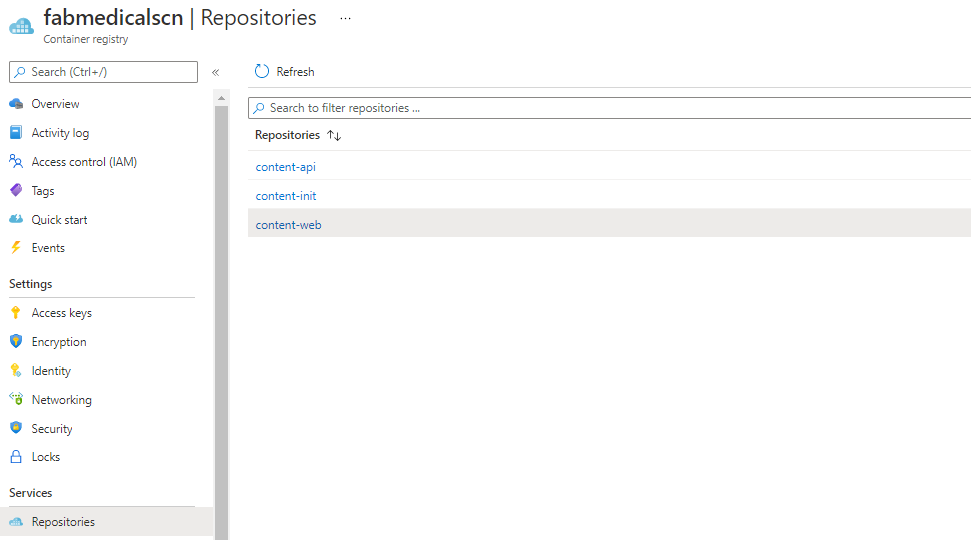 fabmedicalscn | Repositories ...
Container registry
Search (Ctrl+/)
«
Overview
Activity log
Access control (IAM)
Tags
Quick start
Events
Settings
Access keys
Encryption
Identity
Networking
Security
Locks
Services
Repositories
Refresh
Search to filter repositories ...
Repositories ↑↓
content-api
content-init
content-web